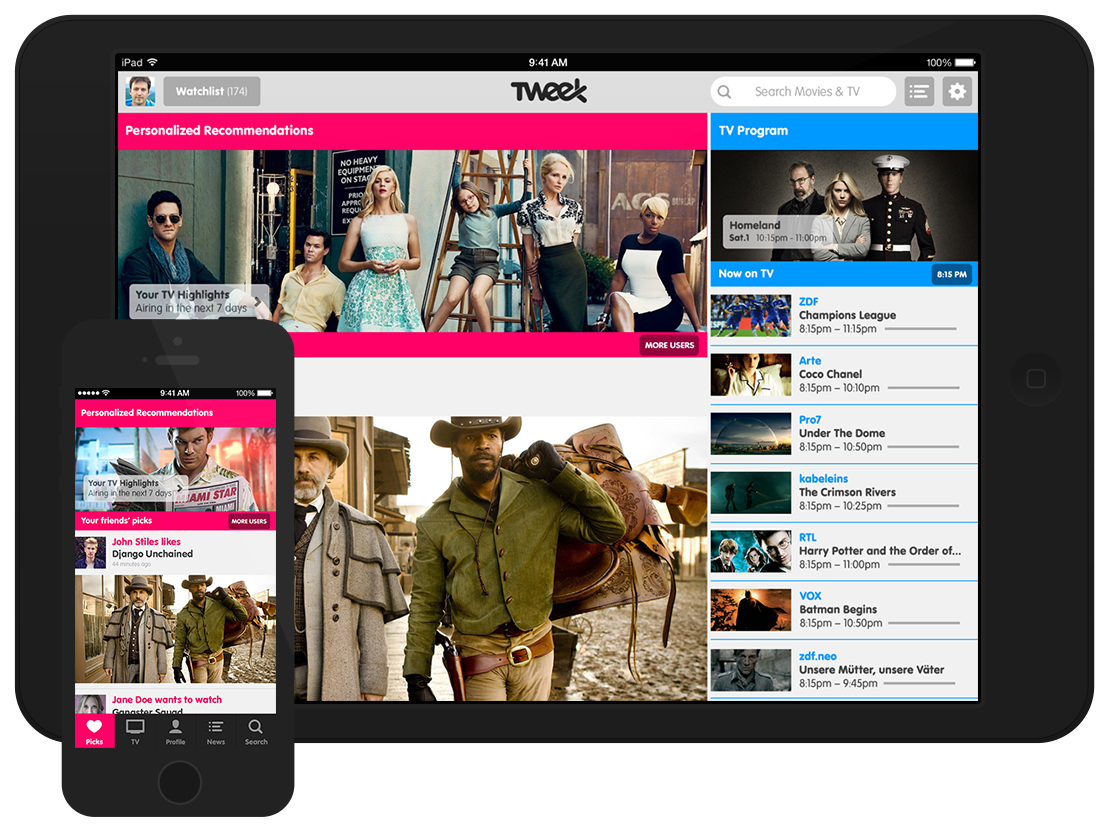 iPad
9:41 AM
100%
Watchlist (174)
TWEEK
Search Movies & TV
Personalized Recommendations
NO HEAVY
EQUIPMENT
ON STAG
ACS BURLAP
Your TV Highlights
Airing in the next 7 days
MORE USERS
TV Program
Homeland
Sat.1 10:15pm - 11:00pm
Now on TV
8:15 PM
ZDF
Champions League
8:15pm – 11:15pm
Arte
Coco Chanel
8:15pm – 10:10pm
Pro7
Under The Dome
8:15pm – 10:50pm
kabeleins
The Crimson Rivers
8:15pm – 10:25pm
RTL
Harry Potter and the Order of...
8:15pm – 11:00pm
VOX
Batman Begins
8:15pm – 10:50pm
zdf.neo
Unsere Mütter, unsere Väter
8:15pm – 9:45pm
9:41 AM
100%
Personalized Recommendations
MIAMI STAR
Your TV Highlights
Airing in the next 7 days
Your friends' picks
MORE USERS
John Stiles likes
Django Unchained
44 minutes ago
Jane Doe wants to watch
Gangster Squad
Picks
TV
Profile
News
Search